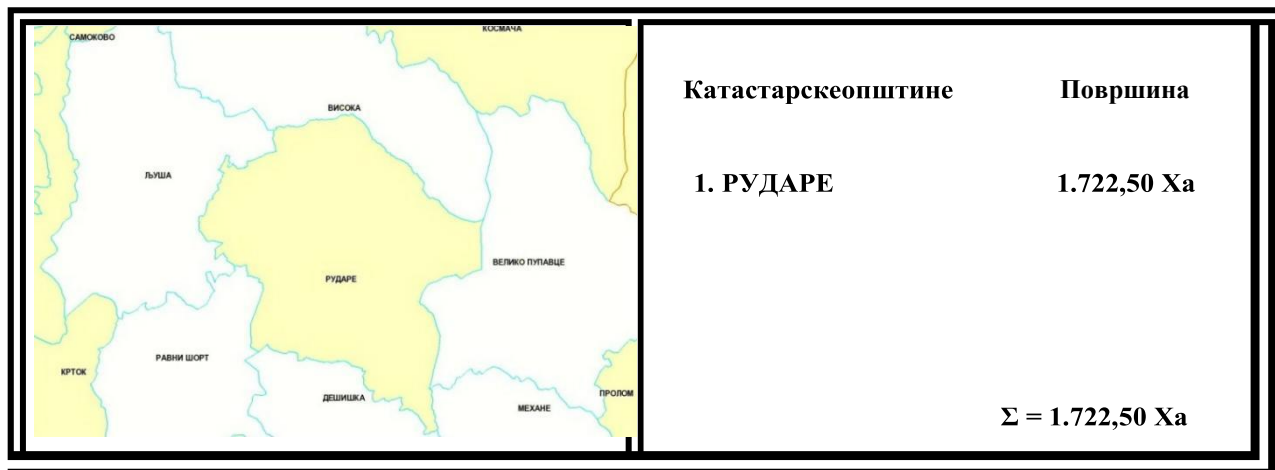 КОСМАЧА
САМОКОВО
ВИСОКА
ЉУША
ВЕЛИКО ПУПАВЦЕ
РУДАРЕ
РАВНИ ШОРТ
КРТОК
ДЕШИШКА
ПРОЛОМ
МЕХАНЕ
Катастарскеопштине Површина
1. РУДАРЕ 1.722,50 Ха
Σ = 1.722,50 Ха